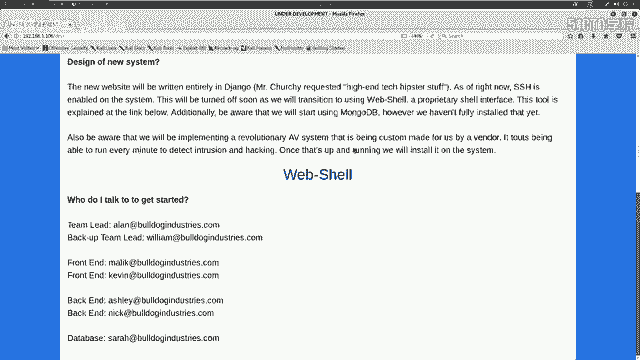 UNDER DEVELOPMENT - Mozilla Firefox
Design of new system?
The new website will be written entirely in Django (Mr. Churchy requested "high-end tech hipster stuff"). As of right now, SSH is
enabled on the system. This will be turned off soon as we will transition to using Web-Shell, a proprietary shell interface. This tool is
explained at the link below. Additionally, be aware that we will start using MongoDB, however we haven't fully installed that yet.
Also be aware that we will be implementing a revolutionary AV system that is being custom made for us by a vendor. It touts being
able to run every minute to detect intrusion and hacking. Once that's up and running we will install it on the system.
Web-Shell
Who do I talk to to get started?
Team Lead: alan@bulldogindustries.com
Back-up Team Lead: william@bulldogindustries.com
Front End: malik@bulldogindustries.com
Front End: kevin@bulldogindustries.com
Back End: ashley@bulldogindustries.com
Back End: nick@bulldogindustries.com
Database: sarah@bulldogindustries.com